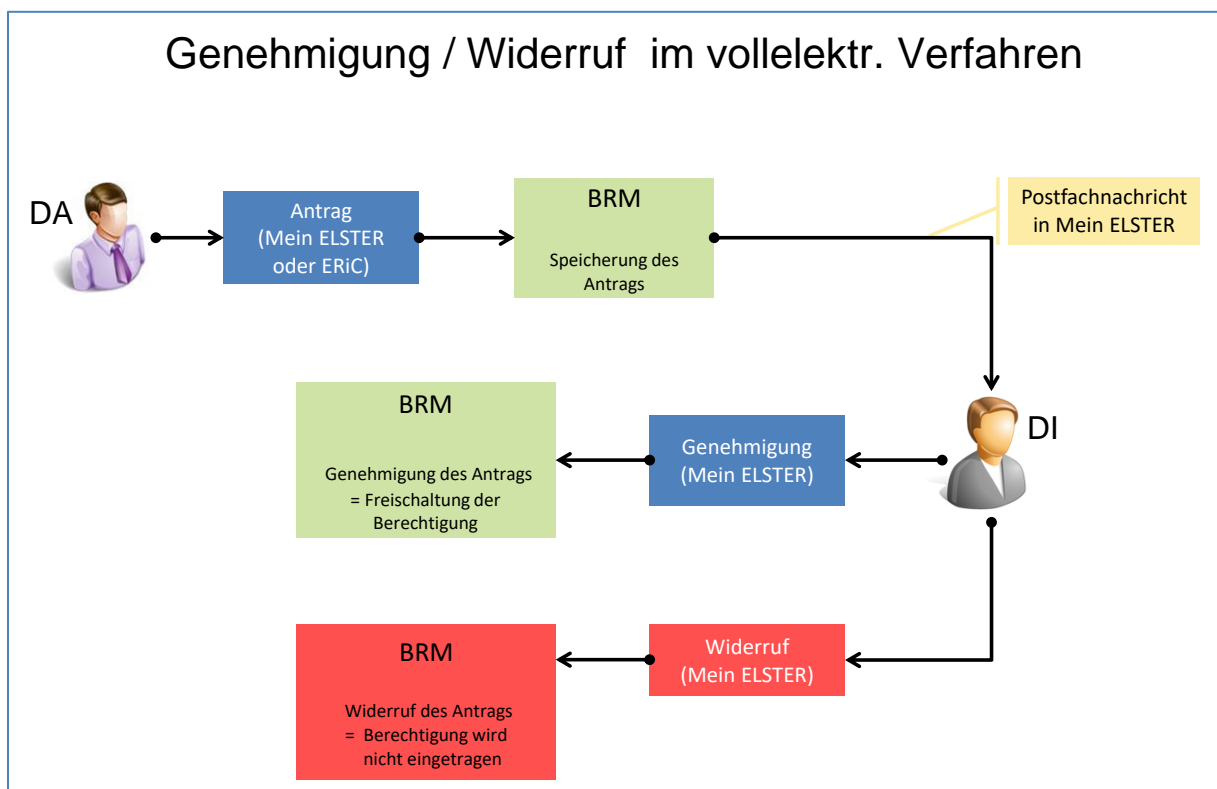 Genehmigung / Widerruf im vollelektr. Verfahren
DA
Antrag
(Mein ELSTER
oder ERiC)
BRM
Speicherung des
Antrags
Postfachnachricht
in Mein ELSTER
BRM
Genehmigung des Antrags
= Freischaltung der
Berechtigung
Genehmigung
(Mein ELSTER)
DI
BRM
Widerruf des Antrags
= Berechtigung wird
nicht eingetragen
Widerruf
(Mein ELSTER)